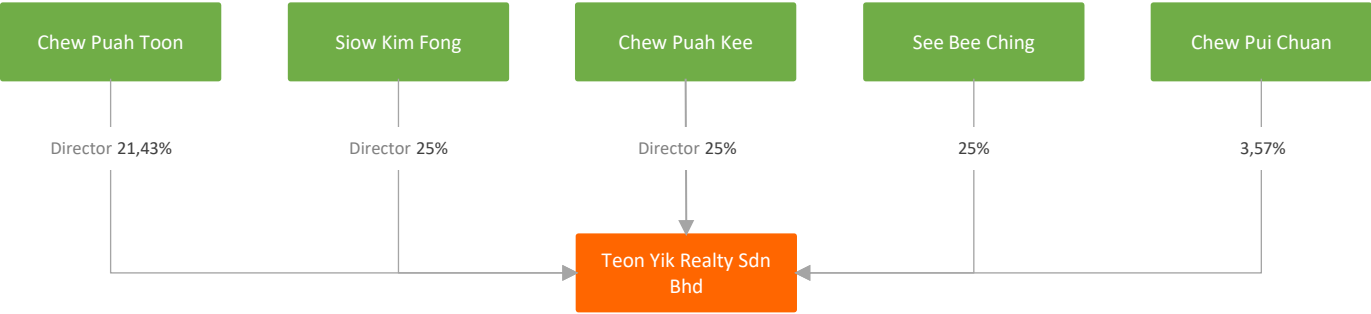 Chew Puah Toon
Siow Kim Fong
Chew Puah Kee
See Bee Ching
Chew Pui Chuan
Director 21,43%
Director 25%
Director 25%
25%
3,57%
Teon Yik Realty Sdn
Bhd